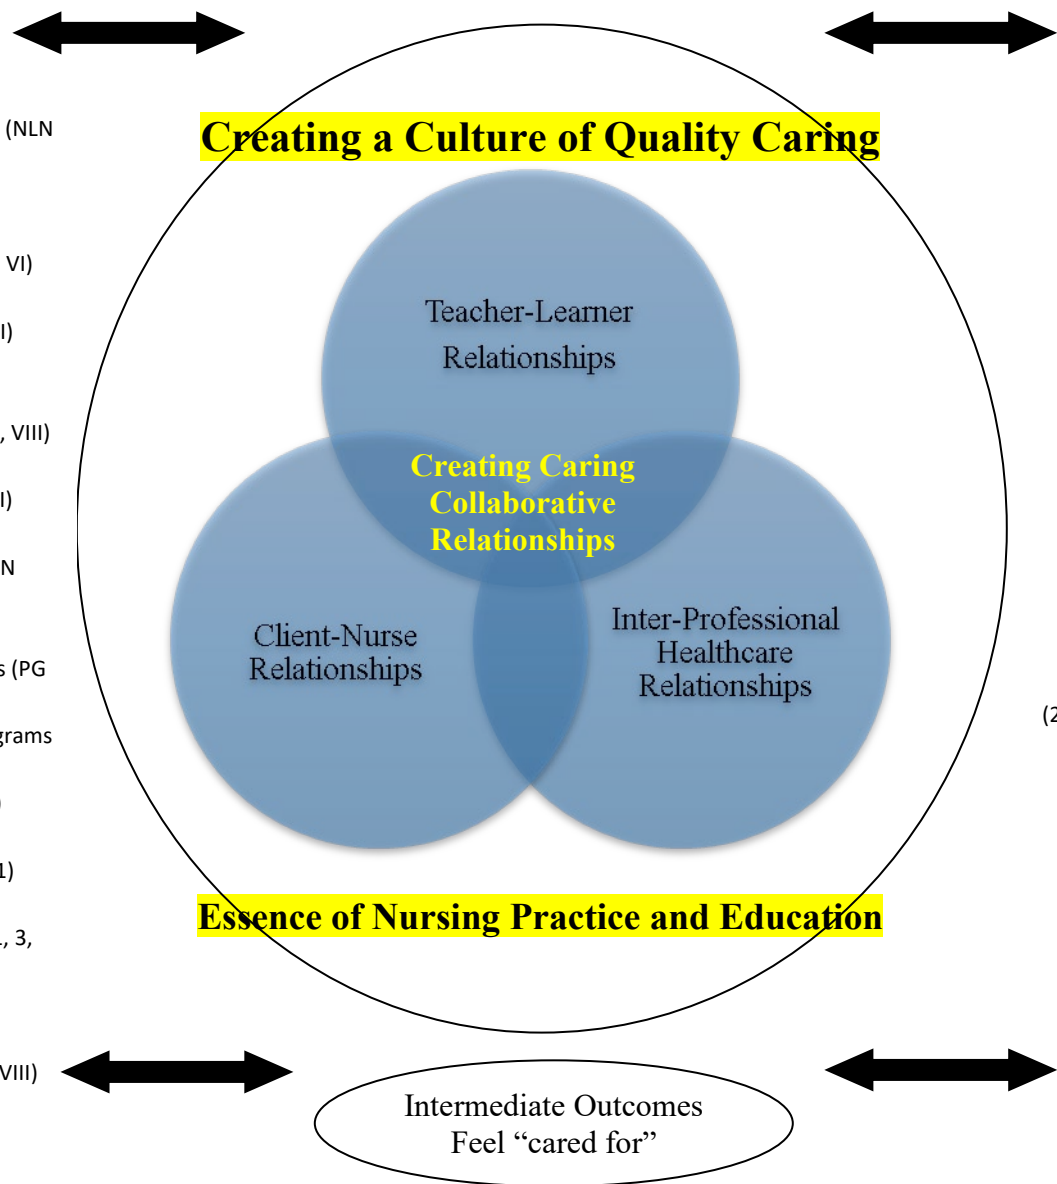 (NLN
Creating a Culture of Quality Caring
VI)
Teacher-Learner
Relationships
I)
, VIII)
Creating Caring
Collaborative
Relationships
I)
N
Client-Nurse
Relationships
Inter-Professional
Healthcare
Relationships
s (PG
(2
grams
)
1)
Essence of Nursing Practice and Education
, 3,
VIII)
Intermediate Outcomes
Feel “cared for”